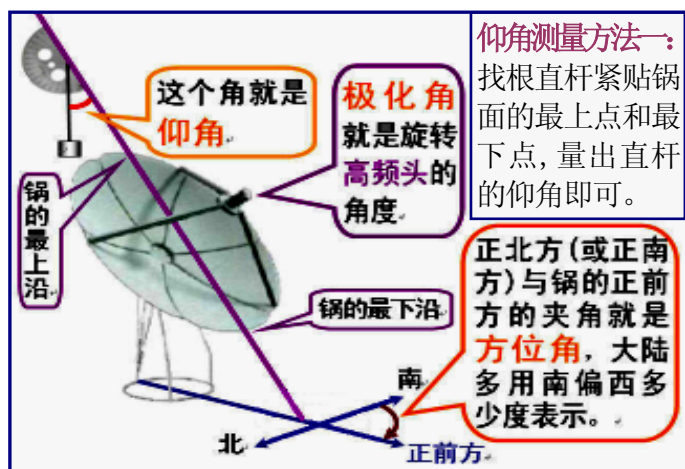 仰角测量方法一:
找根直杆紧贴锅
面的最上点和最
下点,量出直杆
的仰角即可。
这个角就是
仰角
极化角
就是旋转
高频头的
角度
锅的最上沿
锅的最下沿
正北方(或正南
方)与锅的正前
方的夹角就是
方位角,大陆
多用南偏西多
少度表示。
南
北
正前方